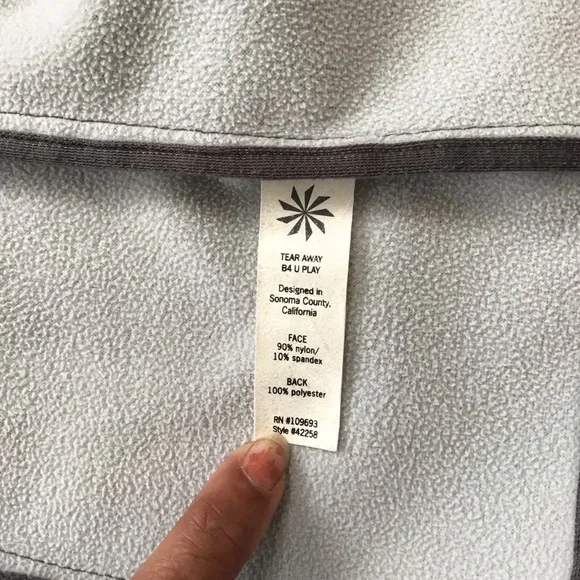 TEAR AWAY
B4 U PLAY
Designed in
Sonoma County,
California
FACE
90% nylon/
10% spandex
BACK
100% polyester
RN #109693
Style #42258